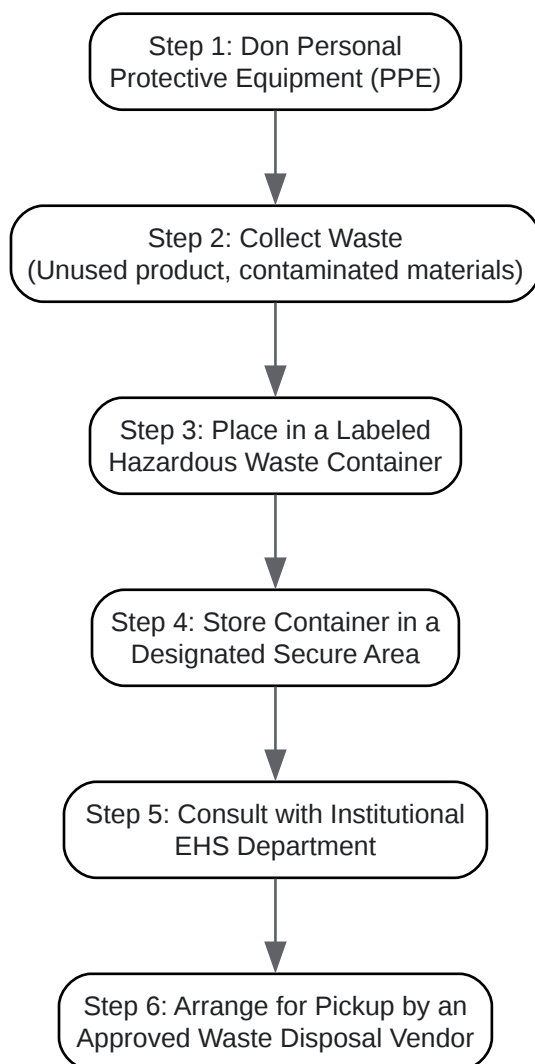 Step 1: Don Personal
Protective Equipment (PPE)
Step 2: Collect Waste
(Unused product, contaminated materials)
Step 3: Place in a Labeled
Hazardous Waste Container
Step 4: Store Container in a
Designated Secure Area
Step 5: Consult with Institutional
EHS Department
Step 6: Arrange for Pickup by an
Approved Waste Disposal Vendor